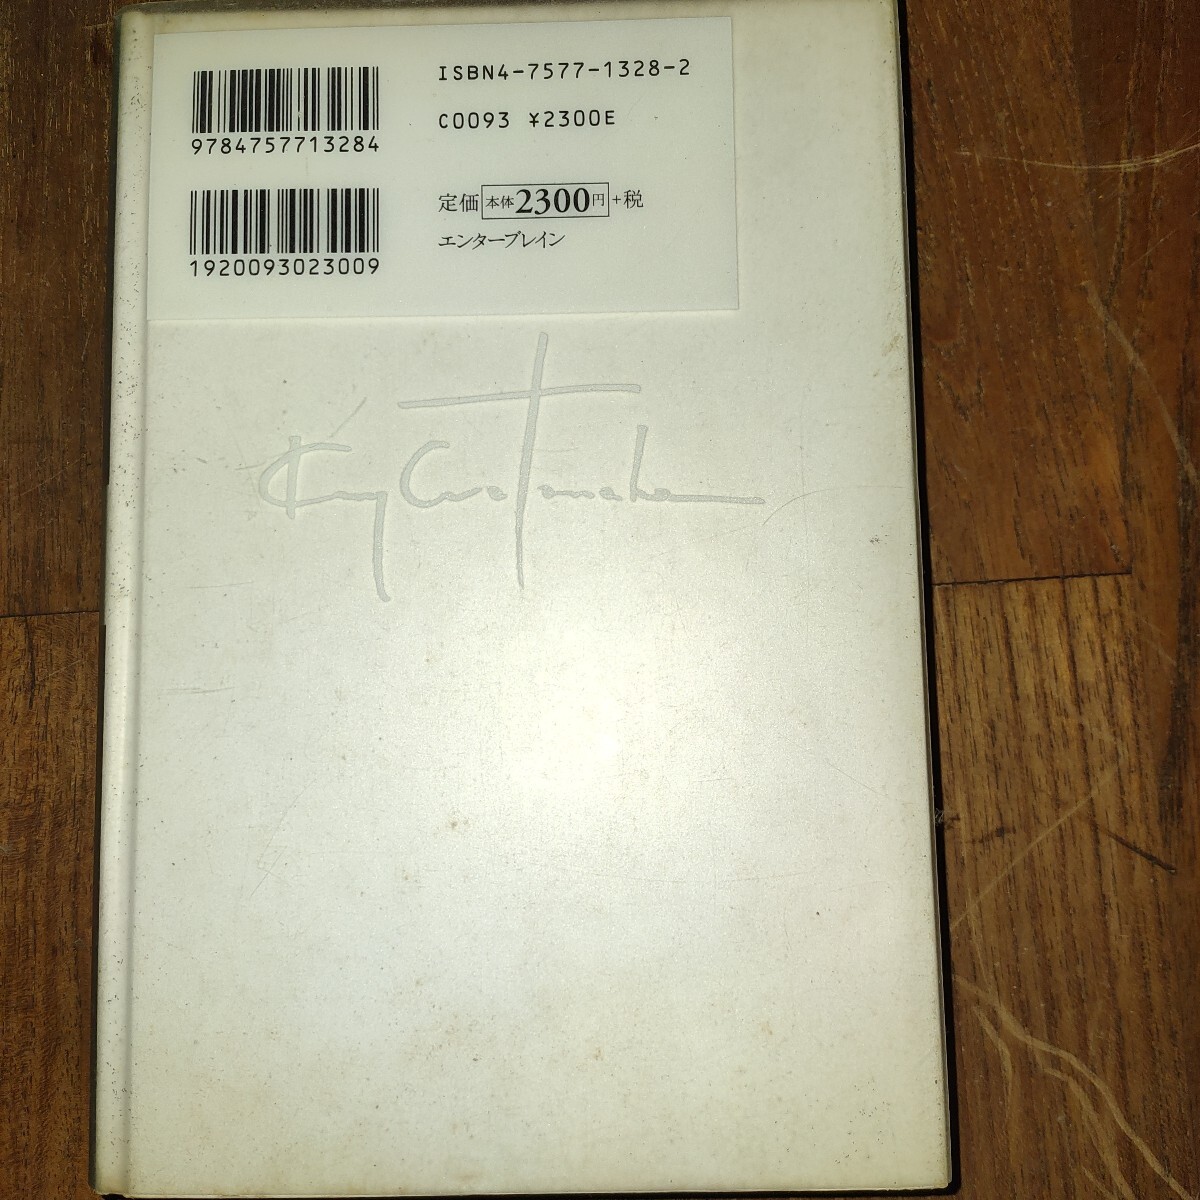 ISBN4-7577-1328-2
C0093 ¥2300E
9784757713284
定価 本体2300円 +税
エンターブレイン
1920093023009